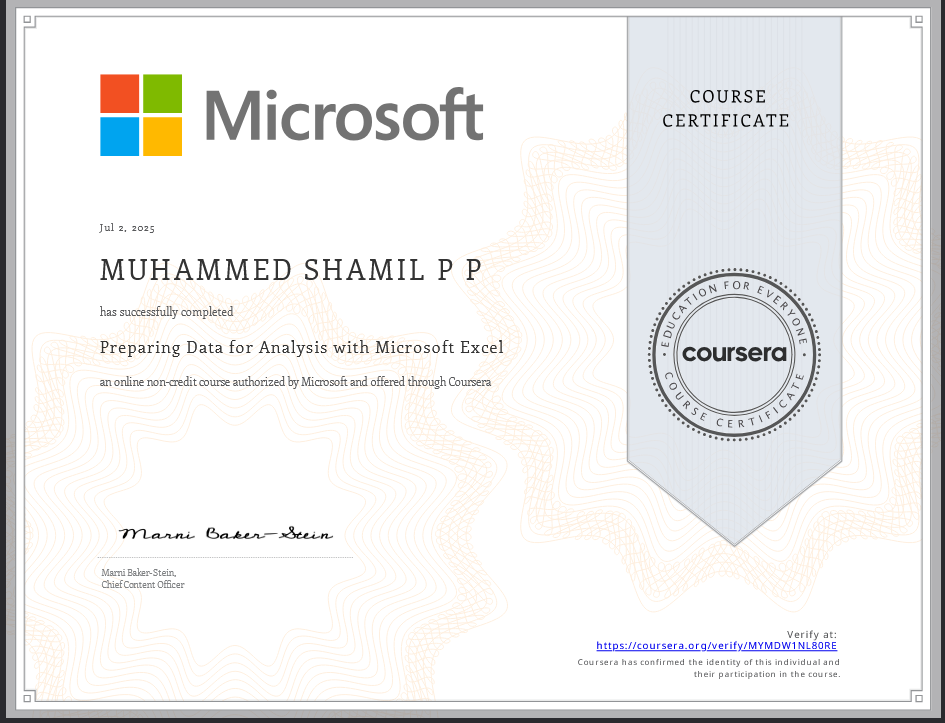 Microsoft
COURSE
CERTIFICATE
Jul 2, 2025
MUHAMMED SHAMIL P P
has successfully completed
Preparing Data for Analysis with Microsoft Excel
an online non-credit course authorized by Microsoft and offered through Coursera
EDUCATION FOR EVERYONE
coursera
COURSE CERTIFICATE
Marni Baker-Stein
Marni Baker-Stein,
Chief Content Officer
Verify at:
https://coursera.org/verify/MYMDW1NL80RE
Coursera has confirmed the identity of this individual and
their participation in the course.